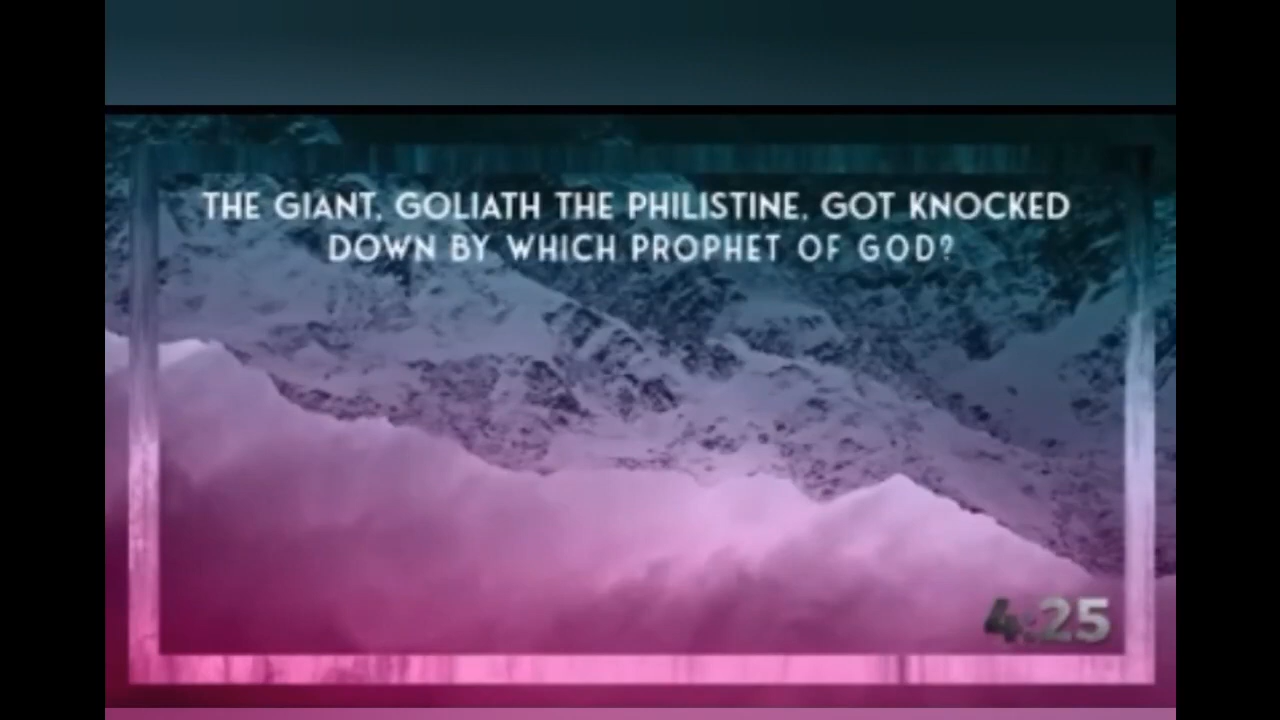 THE GIANT, GOLIATH THE PHILISTINE, GOT KNOCKED
DOWN BY WHICH PROPHET OF GOD?
4:25